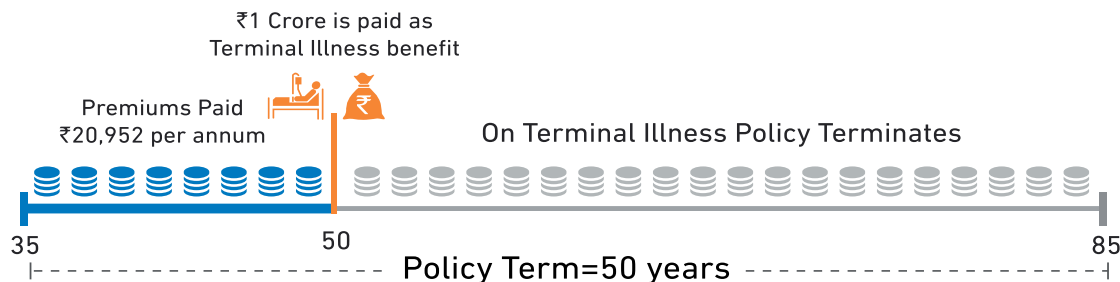 ₹1 Crore is paid as
Terminal Illness benefit
Premiums Paid
₹20,952 per annum
₹
On Terminal Illness Policy Terminates
35
50
85
Policy Term=50 years